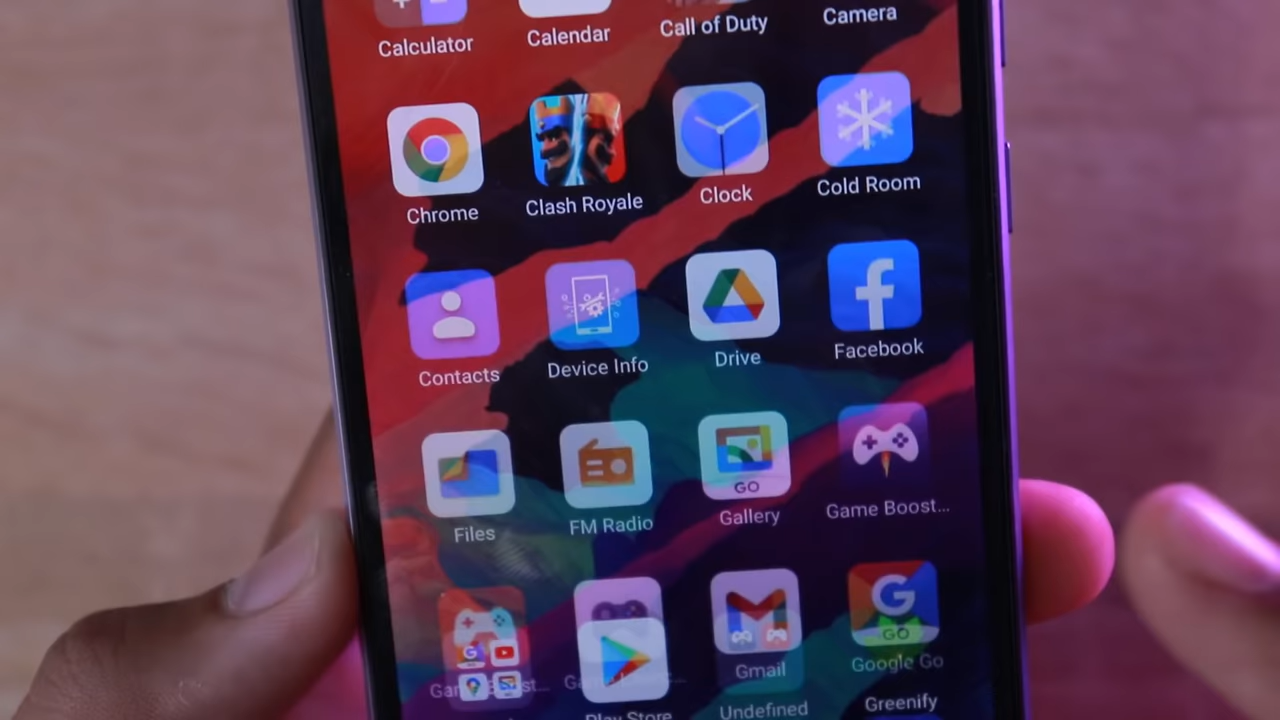 Calculator
Calendar
Call of Duty
Camera
Chrome
Clash Royale
Clock
Cold Room
Contacts
Device Info
Drive
Facebook
Files
FM Radio
GO
Gallery
Game Boost...
G
GO
Gmail
Google Go
Play Store
Undefined
Greenify